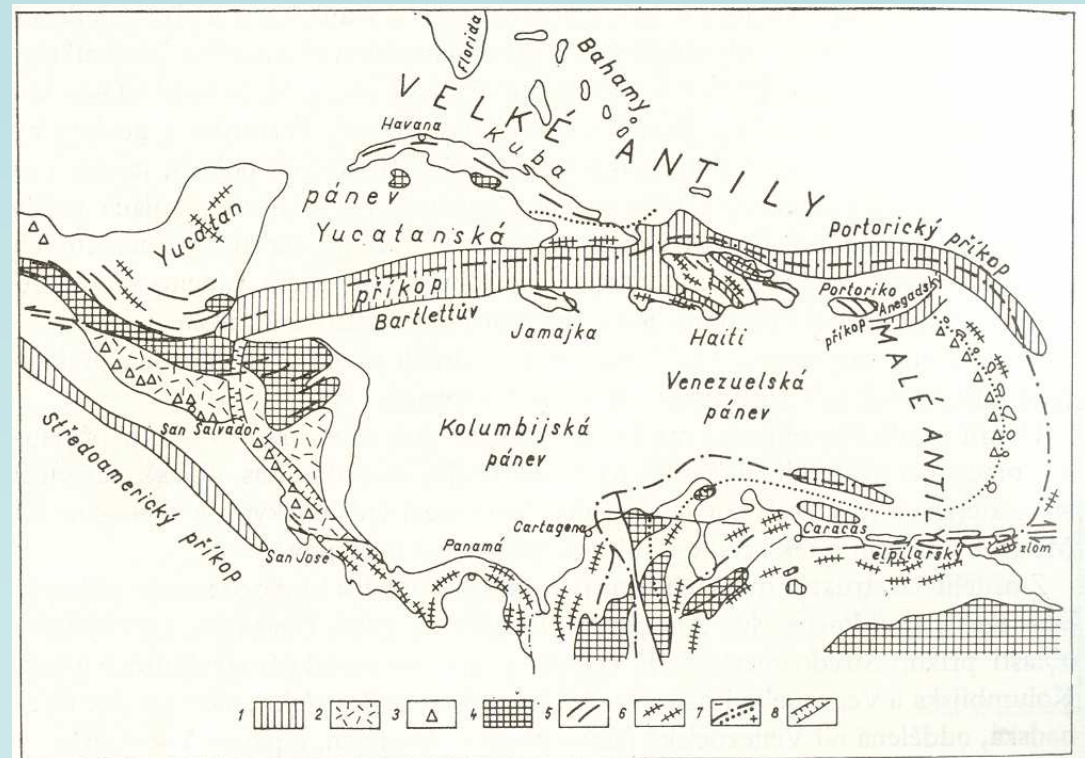 Florida
Bahamy
VELKÉ ANTILY
Havana
Kuba
Yucatan
pánev
Yucatanská
Portorický příkop
příkop
Bartlettův
Jamajka
Haiti
Portoriko
Anegadský
příkop
MALÉ ANTILY
Venezuelská
pánev
Kolumbijská
pánev
San Salvador
Středoamerický
příkop
San José
Panamá
Cartagena
Caracas
elpilarský
zlom
1 2 3 4 5 6 7 8